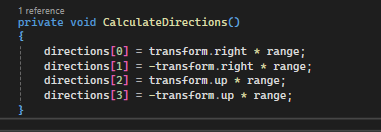 1 reference
private void CalculateDirections()
{
directions[0] = transform.right * range;
directions[1] = -transform.right * range;
directions[2] = transform.up * range;
directions[3] = -transform.up * range;
}